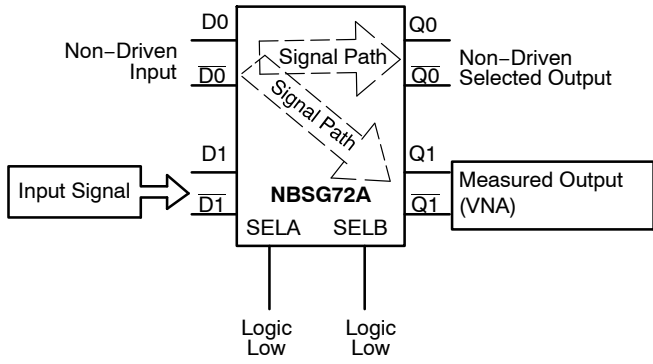 D0
Q0
Non−Driven
Input
Signal Path
Non−Driven
Selected Output
D0
Q0
Signal Path
D1
Q1
Input Signal
Measured Output
(VNA)
NBSG72A
D1
Q1
SELA
SELB
Logic
Low
Logic
Low